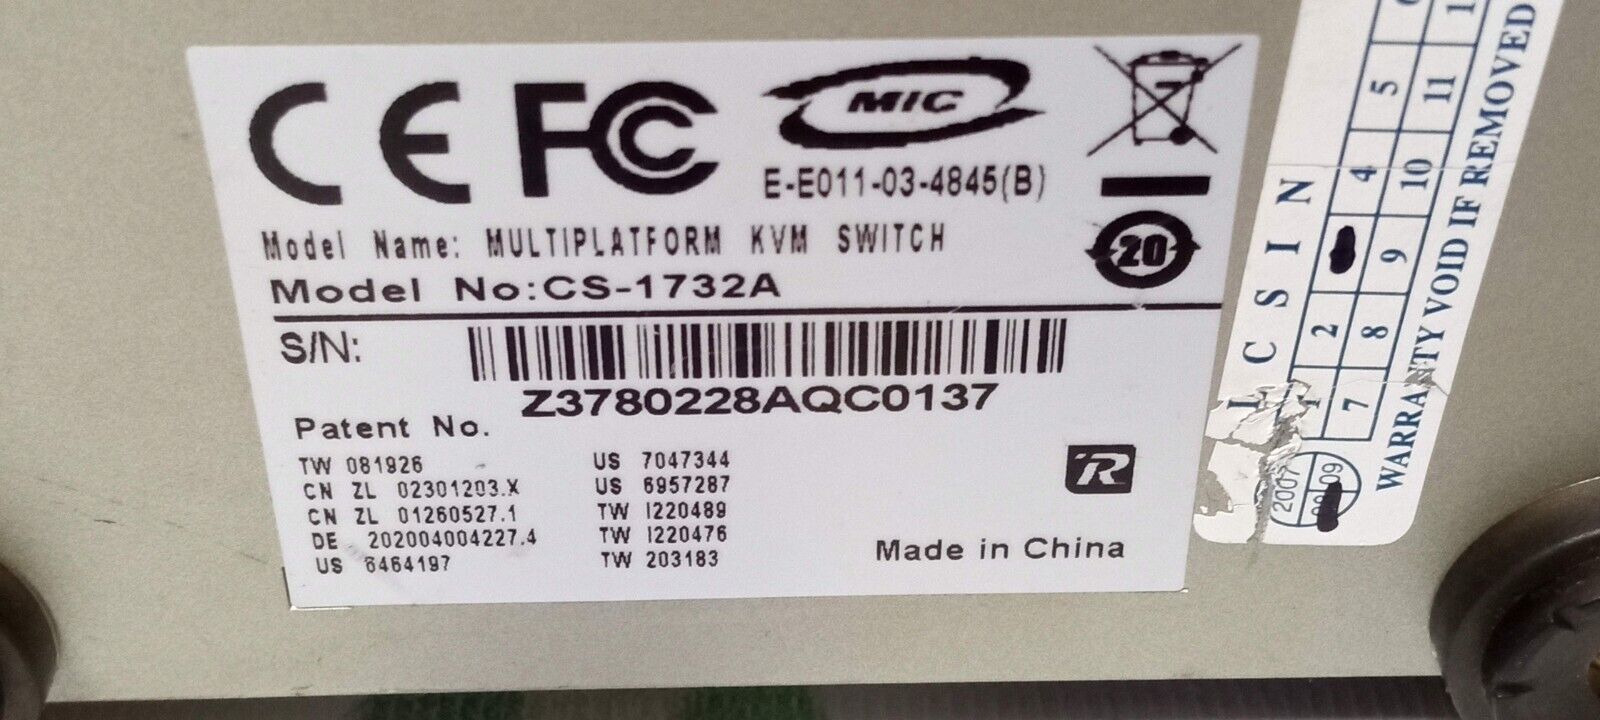 CE FC MIC
E-E011-03-4845(B)
Model Name: MULTIPLATFORM KVM SWITCH
20
Model No:CS-1732A
S/N:
Z3780228AQC0137
Patent No.
TW 081926
CN ZL 02301203.X
CN ZL 01260527.1
DE 202004004227.4
US 6464197
US 7047344
US 6957287
TW I220489
TW I220476
TW 203183
R
Made in China
I C S I N
1 2 4 5
7 8 9 10 11
WARRANTY VOID IF REMOVED
2007
09